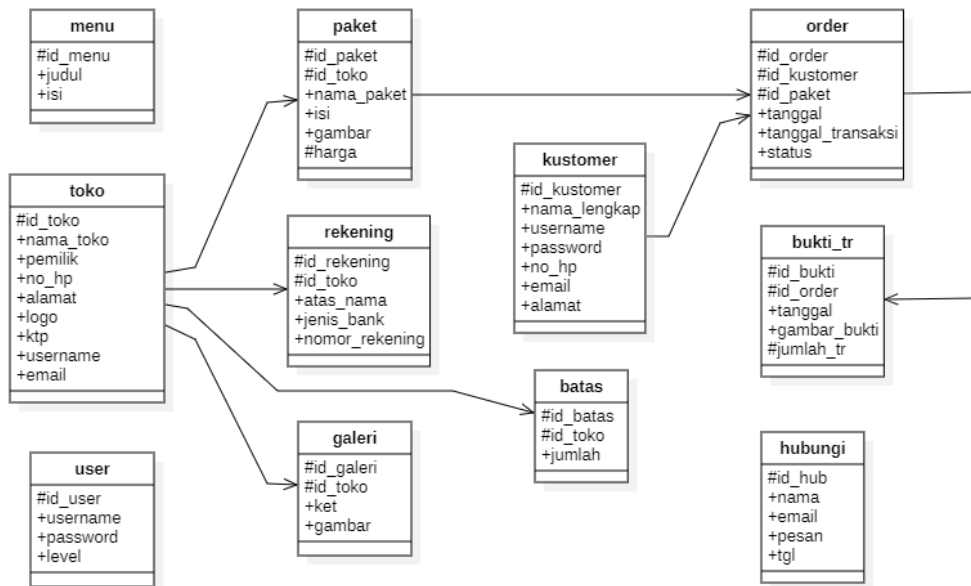 menu
#id_menu
+judul
+isi
paket
#id_paket
#id_toko
+nama_paket
+isi
+gambar
#harga
order
#id_order
#id_kustomer
#id_paket
+tanggal
+tanggal_transaksi
+status
toko
#id_toko
+nama_toko
+pemilik
+no_hp
+alamat
+logo
+ktp
+username
+email
rekening
#id_rekening
#id_toko
+atas_nama
+jenis_bank
+nomor_rekening
kustomer
#id_kustomer
+nama_lengkap
+username
+password
+no_hp
+email
+alamat
bukti_tr
#id_bukti
#id_order
+tanggal
+gambar_bukti
#jumlah_tr
user
#id_user
+username
+password
+level
galeri
#id_galeri
#id_toko
+ket
+gambar
batas
#id_batas
#id_toko
+jumlah
hubungi
#id_hub
+nama
+email
+pesan
+tgl